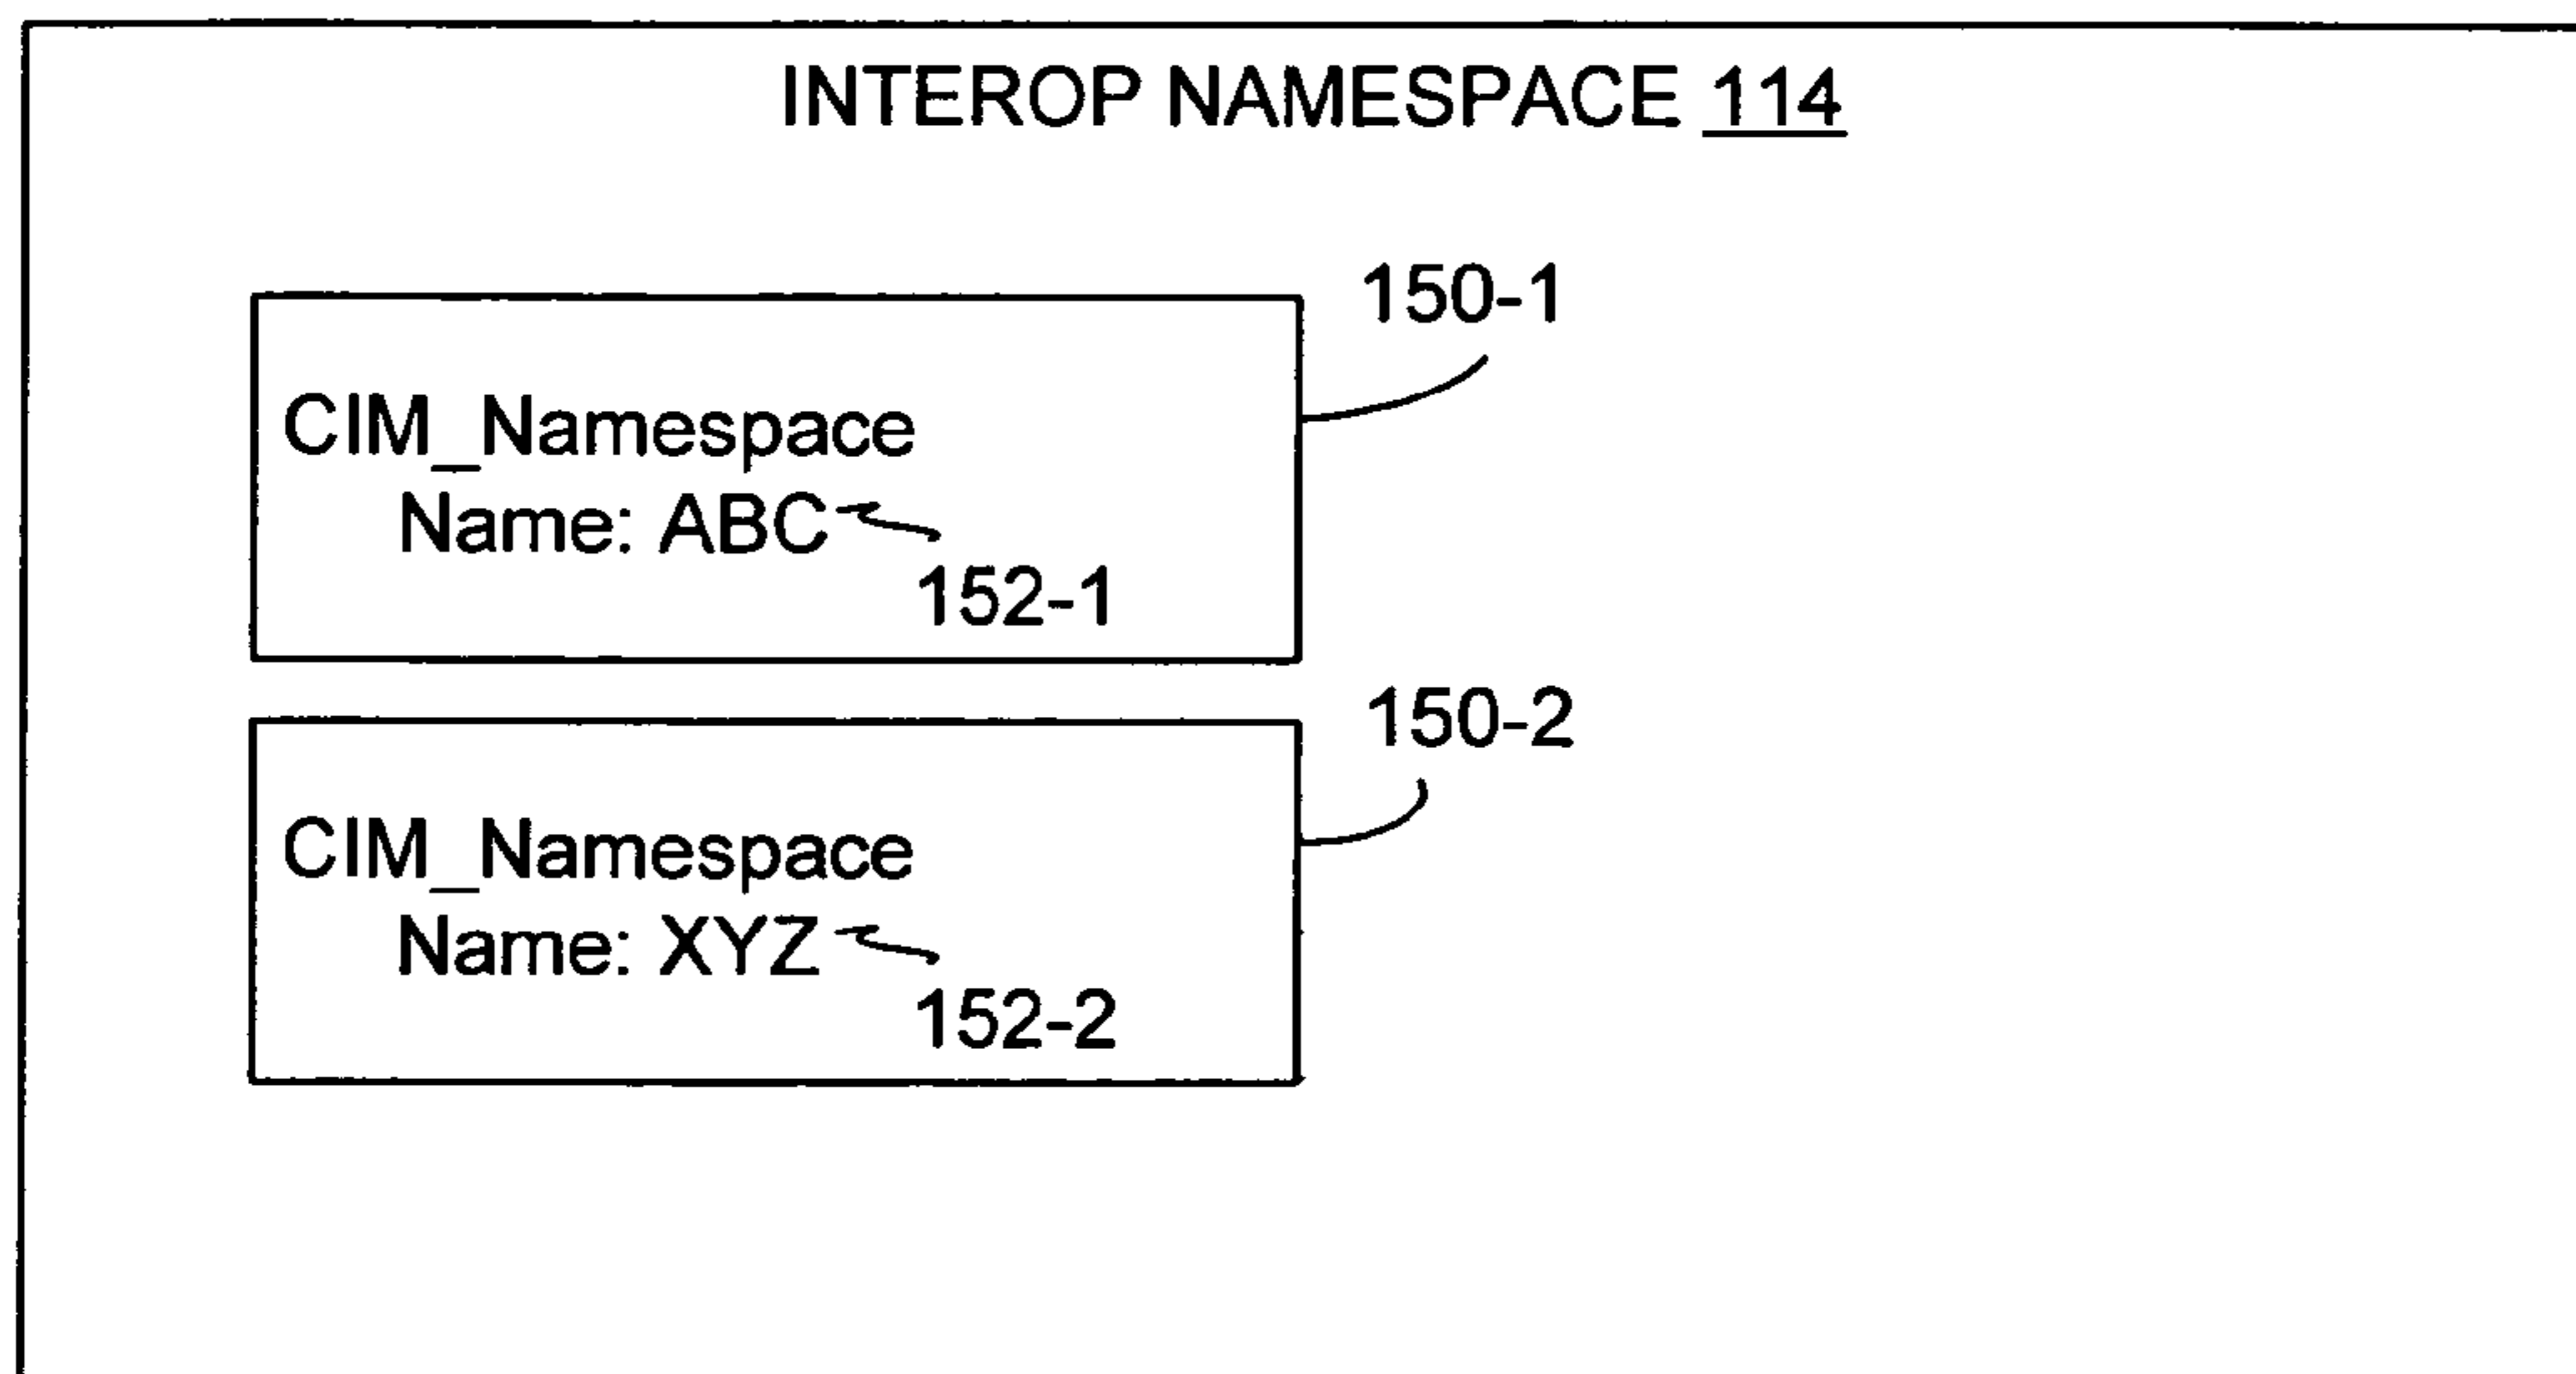 INTEROP NAMESPACE 114
150-1
CIM_Namespace
Name: ABC
152-1
150-2
CIM_Namespace
Name: XYZ
152-2